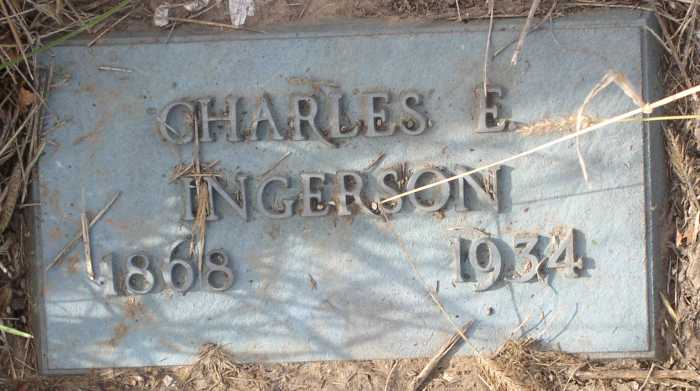 CHARLES E.
INGERSON
1868 1934